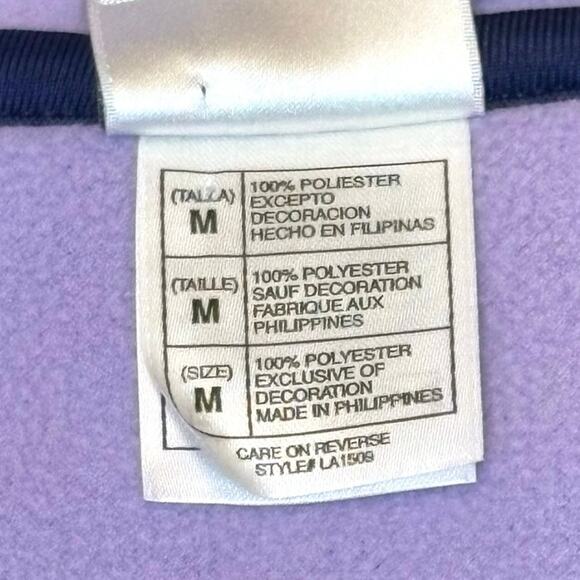 (TALLA)
M
100% POLIESTER
EXCEPTO
DECORACION
HECHO EN FILIPINAS
(TAILLE)
M
100% POLYESTER
SAUF DECORATION
FABRIQUE AUX
PHILIPPINES
(SIZE)
M
100% POLYESTER
EXCLUSIVE OF
DECORATION
MADE IN PHILIPPINES
CARE ON REVERSE
STYLE# LA1509